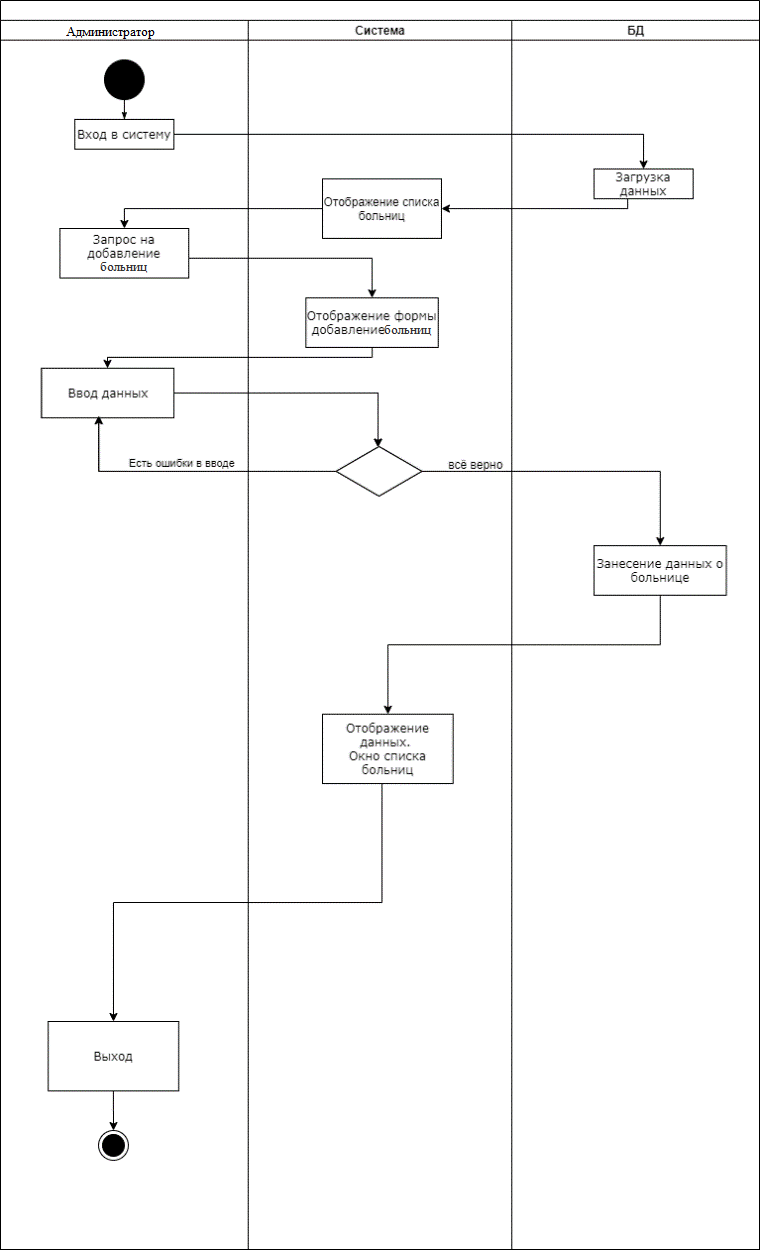 Администратор
Система
БД
Вход в систему
Загрузка
данных
Отображение списка
больниц
Запрос на
добавление
больниц
Отображение формы
добавлениебольниц
Ввод данных
Есть ошибки в вводе
всё верно
Занесение данных о
больнице
Отображение
данных.
Окно списка
больниц
Выход